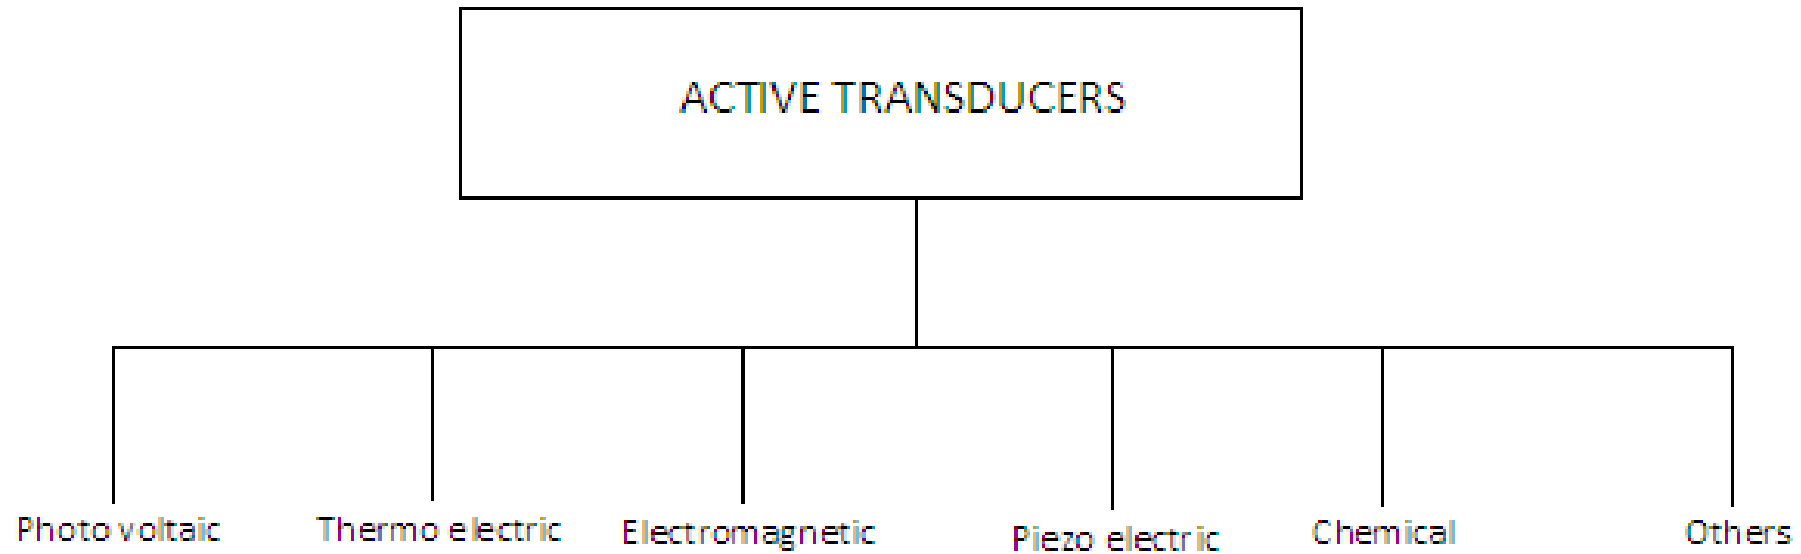 ACTIVE TRANSDUCERS
Photo voltaic
Thermo electric
Electromagnetic
Piezo electric
Chemical
Others